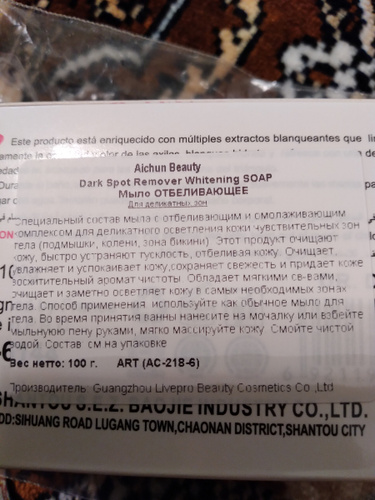 Este producto está enriquecido con múltiples extractos blanqueantes que
Aichun Beauty
Dark Spot Remover Whitening SOAP
Мыло ОТБЕЛИВАЮЩЕЕ
Для деликатных зон
Специальный состав мыла с отбеливающим и омолаживающим
комплексом для деликатного осветления кожи чувствительных зон
тела (подмышки, колени, зона бикини) Этот продукт очищают
кожу, быстро устраняют тусклость, отбеливая кожу. Очищает,
увлажняет и успокаивает кожу,сохраняет свежесть и придает коже
восхитительный аромат чистоты. Обладает мягкими св-вами,
очищает и заметно осветляет кожу в самых необходимых зонах
тела. Способ применения используйте как обычное мыло для
тела. Во время принятия ванны нанесите на мочалку или взбейте
мыльную пену руками, мягко массируйте кожу Смойте чистой
водой. Состав см на упаковке
Вес нетто: 100 г. ART (AC-218-6)
Производитель: Guangzhou Livepro Beauty Cosmetics Co ,Ltd
SHANTOU S.E.Z. BAOJIE INDUSTRY CO.,LTD.
ADD:SIHUANG ROAD LUGANG TOWN,CHAONAN DISTRICT,SHANTOU CITY